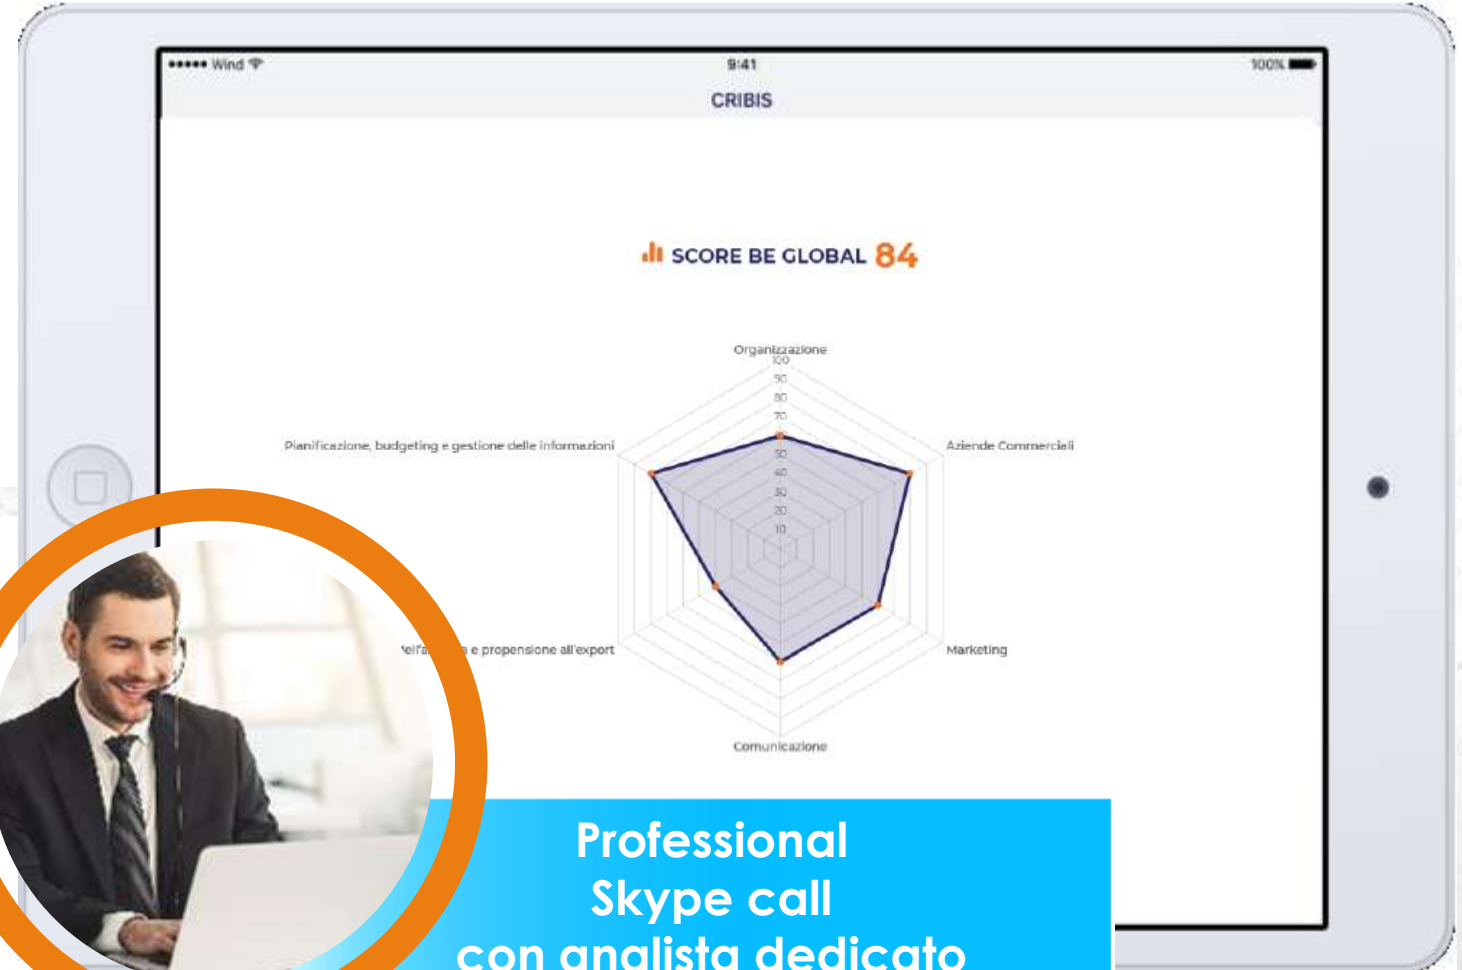 Wind
9:41
100%
CRIBIS
SCORE BE GLOBAL 84
Organizzazione
100
90
80
70
50
40
30
20
10
Pianificazione, budgeting e gestione delle informazioni
Aziende Commerciali
e propensione all'export
Marketing
Comunicazione
Professional
Skype call
con analista dedicato